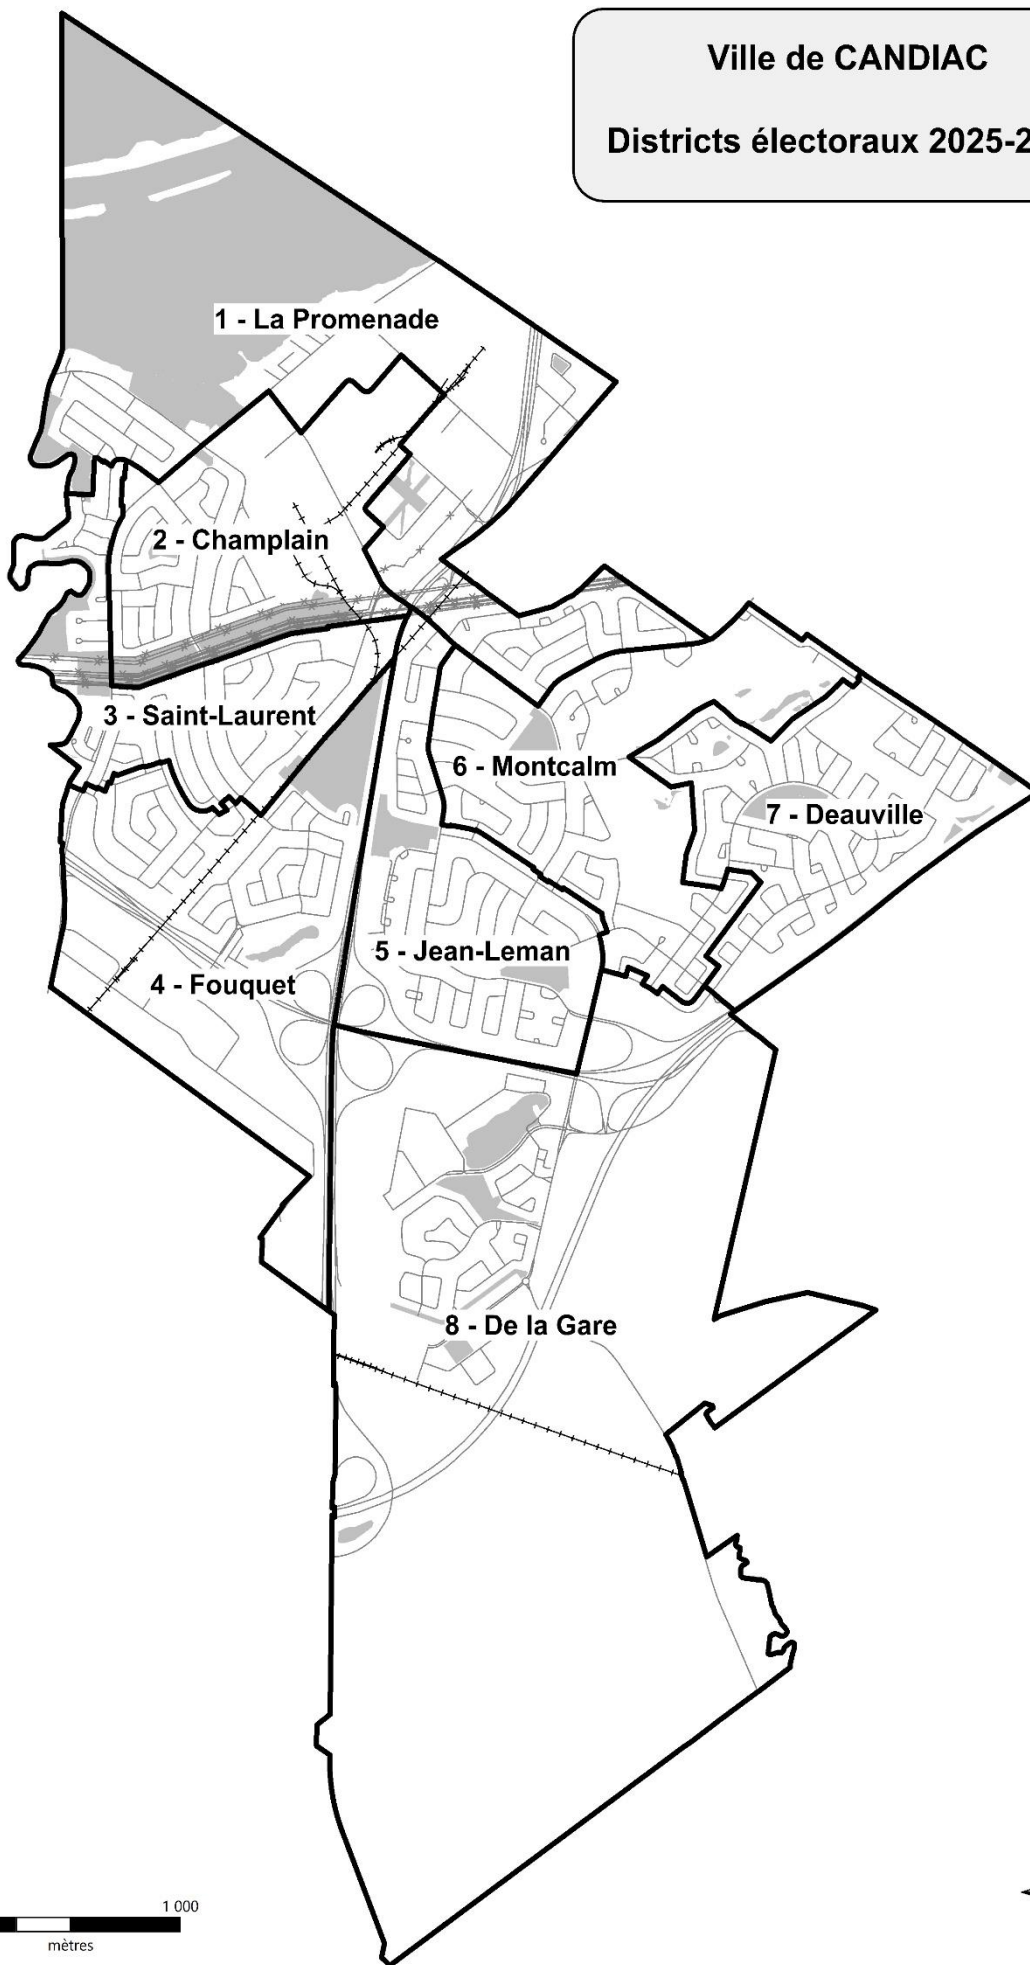 Ville de CANDIAC
Districts électoraux 2025-2
1 - La Promenade
2 - Champlain
3 - Saint-Laurent
6 - Montcalm
7 - Deauville
5 - Jean-Leman
4 - Fouquet
8 - De la Gare
1 000
mètres